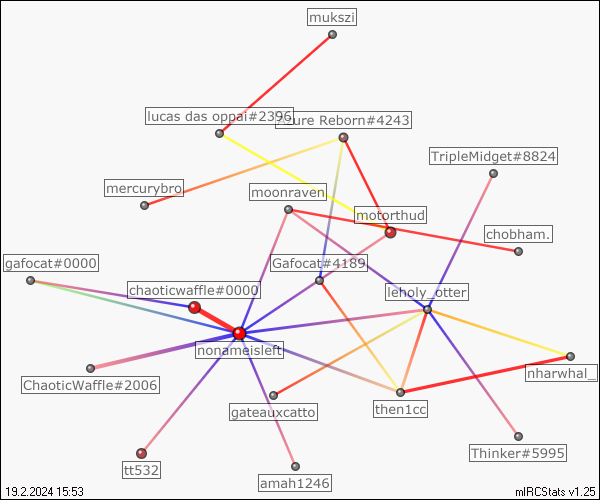 mukszi
lucas das oppai#2396
Azure Reborn#4243
TripleMidget#8824
mercurybro
moonraven
motorthud
chobham.
gafocat#0000
Gafocat#4189
chaoticwaffle#0000
leholy_otter
nonameisleft
ChaoticWaffle#2006
nharwhal_
gateauxcatto
then1cc
Thinker#5995
tt532
amah1246
19.2.2024 15:53
mIRCStats v1.25